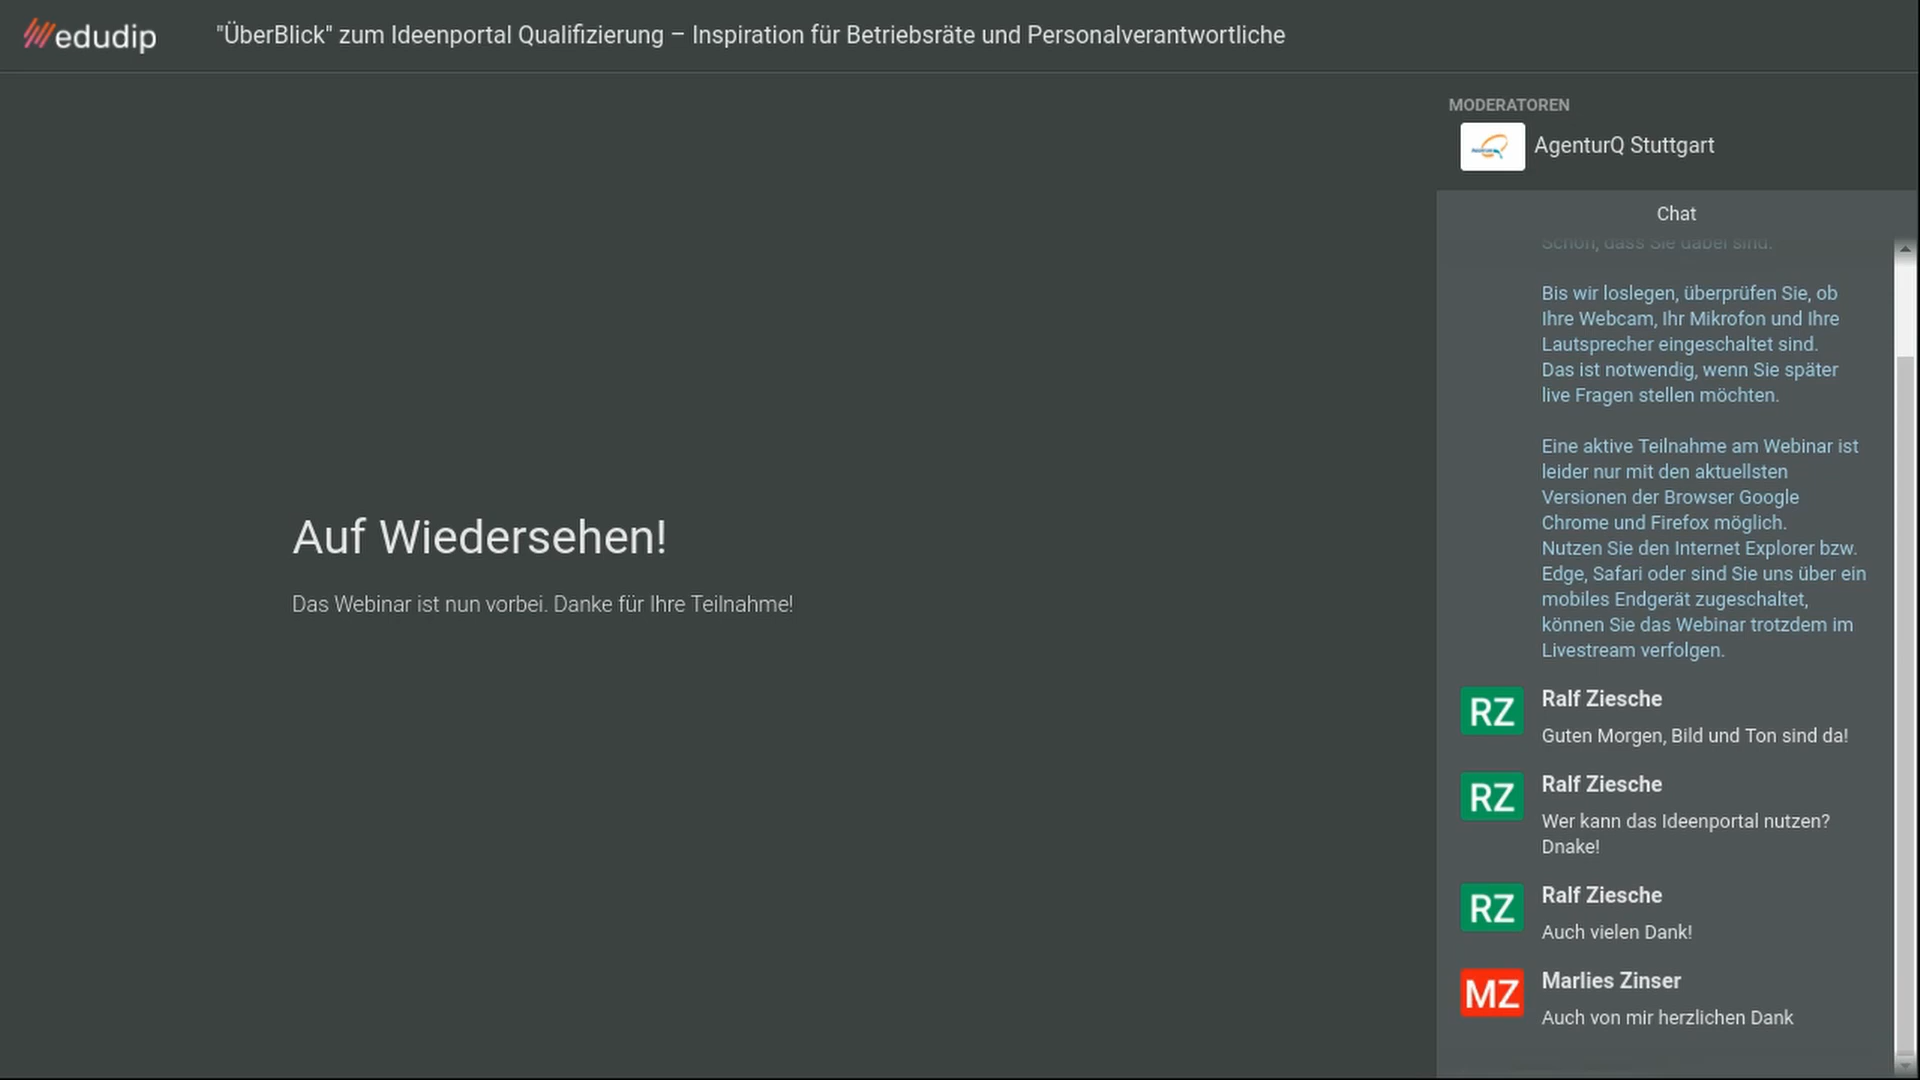 edudip
"ÜberBlick" zum Ideenportal Qualifizierung – Inspiration für Betriebsräte und Personalverantwortliche
MODERATOREN
AgenturQ Stuttgart
Chat
Schön, dass Sie dabei sind.
Bis wir loslegen, überprüfen Sie, ob
Ihre Webcam, Ihr Mikrofon und Ihre
Lautsprecher eingeschaltet sind.
Das ist notwendig, wenn Sie später
live Fragen stellen möchten.
Eine aktive Teilnahme am Webinar ist
leider nur mit den aktuellsten
Versionen der Browser Google
Chrome und Firefox möglich.
Nutzen Sie den Internet Explorer bzw.
Edge, Safari oder sind Sie uns über ein
mobiles Endgerät zugeschaltet,
können Sie das Webinar trotzdem im
Livestream verfolgen.
Auf Wiedersehen!
Das Webinar ist nun vorbei. Danke für Ihre Teilnahme!
RZ
Ralf Ziesche
Guten Morgen, Bild und Ton sind da!
RZ
Ralf Ziesche
Wer kann das Ideenportal nutzen?
Dnake!
RZ
Ralf Ziesche
Auch vielen Dank!
MZ
Marlies Zinser
Auch von mir herzlichen Dank